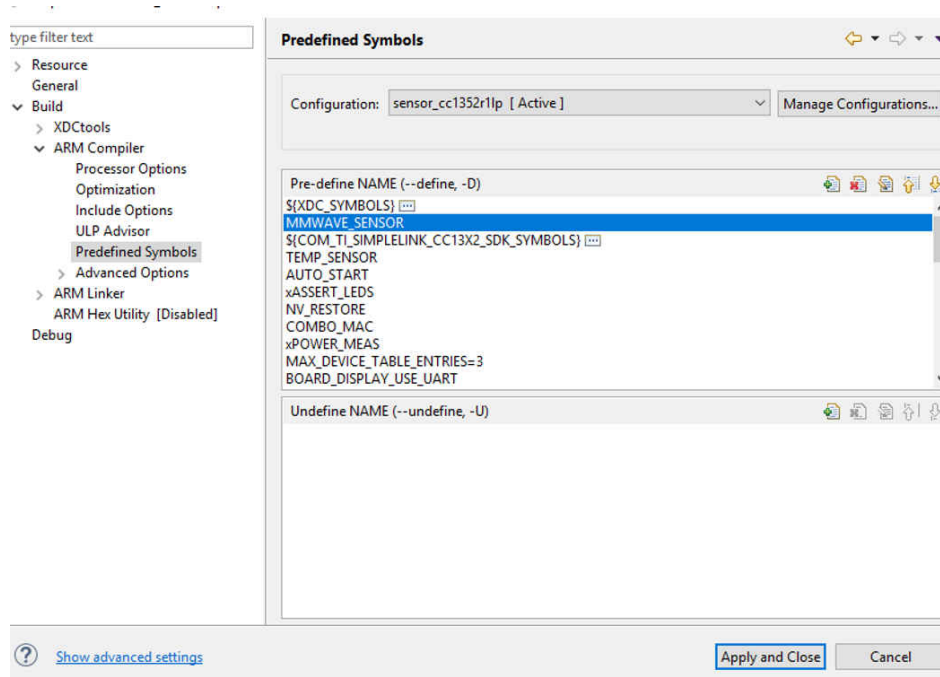 type filter text
Resource
General
Build
XDCtools
ARM Compiler
Processor Options
Optimization
Include Options
ULP Advisor
Predefined Symbols
Advanced Options
ARM Linker
ARM Hex Utility [Disabled]
Debug
Predefined Symbols
Configuration: sensor_cc1352r1lp [ Active ]
Manage Configurations...
Pre-define NAME (--define, -D)
${XDC_SYMBOLS}
MMWAVE_SENSOR
${COM_TI_SIMPLELINK_CC13X2_SDK_SYMBOLS}
TEMP_SENSOR
AUTO_START
xASSERT_LEDS
NV_RESTORE
COMBO_MAC
xPOWER_MEAS
MAX_DEVICE_TABLE_ENTRIES=3
BOARD_DISPLAY_USE_UART
Undefine NAME (--undefine, -U)
Show advanced settings
Apply and Close
Cancel